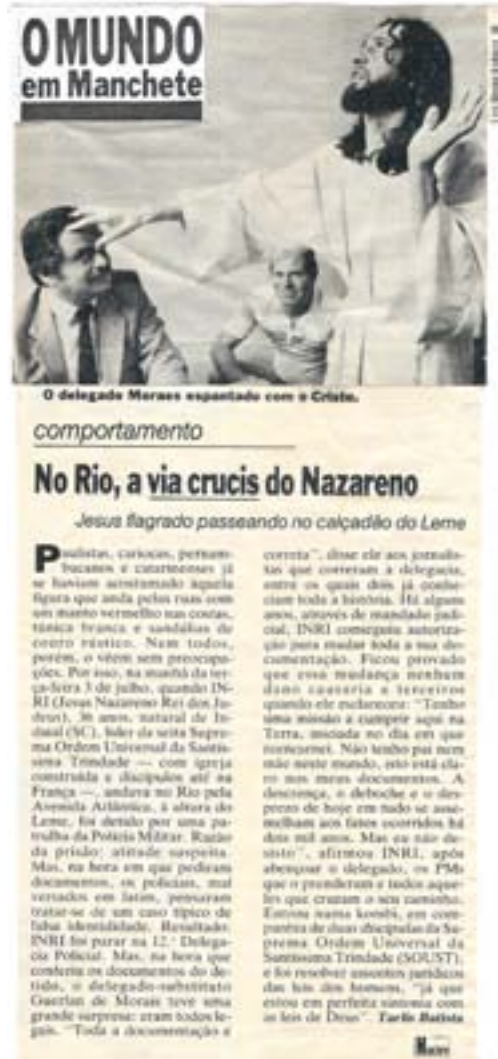 O MUNDO
em Manchete
O delegado Moraes espantado com o Cristo.
comportamento
No Rio, a via crucis do Nazareno
Jesus flagrado passeando no calçadão do Leme
Paulistas, cariocas, pernam-
bucanos e catarinenses já
se haviam acostumado àquela
figura que anda pelas ruas com
um manto vermelho nas costas,
túnica branca e sandálias de
couro rústico. Nem todos,
porém, o vêem sem preocupa-
ções. Por isso, na manhã da ter-
ça-feira 3 de julho, quando IN-
RI (Jesus Nazareno Rei dos Ju-
deus), 36 anos, natural de In-
daial (SC), líder da seita Supre-
ma Ordem Universal da Santís-
sima Trindade — com igreja
construída e discípulos até na
França —, andava no Rio pela
Avenida Atlântica, à altura do
Leme, foi detido por uma pa-
trulha da Polícia Militar. Razão
da prisão: atitude suspeita.
Mas, na hora em que pediram
documentos, os policiais, mal
versados em latim, pensaram
tratar-se de um caso típico de
falsa identidade. Resultado:
INRI foi parar na 12.ª Delega-
cia Policial. Mas, na hora que
conferiu os documentos do de-
tido, o delegado-substituto
Guerlan de Morais teve uma
grande surpresa: eram todos le-
gais. "Toda a documentação é
correta", disse ele aos jornalis-
tas que correram à delegacia,
entre os quais dois já conhe-
ciam toda a história. Há alguns
anos, através de mandado judi-
cial, INRI conseguiu autoriza-
ção para mudar toda a sua do-
cumentação. Ficou provado
que essa mudança nenhum
dano causaria a terceiros
quando ele esclareceu: "Tenho
uma missão a cumprir aqui na
Terra, iniciada no dia em que
reencarnei. Não tenho pai nem
mãe neste mundo, isto está cla-
ro nos meus documentos. A
descrença, o deboche e o des-
prezo de hoje em tudo se asse-
melham aos fatos ocorridos há
dois mil anos. Mas eu não de-
sisto", afirmou INRI, após
abençoar o delegado, os PMs
que o prenderam e todos aque-
les que cruzam o seu caminho.
Entrou numa kombi, em com-
panhia de duas discípulas da Su-
prema Ordem Universal da
Santíssima Trindade (SOUST),
e foi resolver assuntos jurídicos
das leis dos homens, "já que
estou em perfeita sintonia com
as leis de Deus". Tarlis Batista